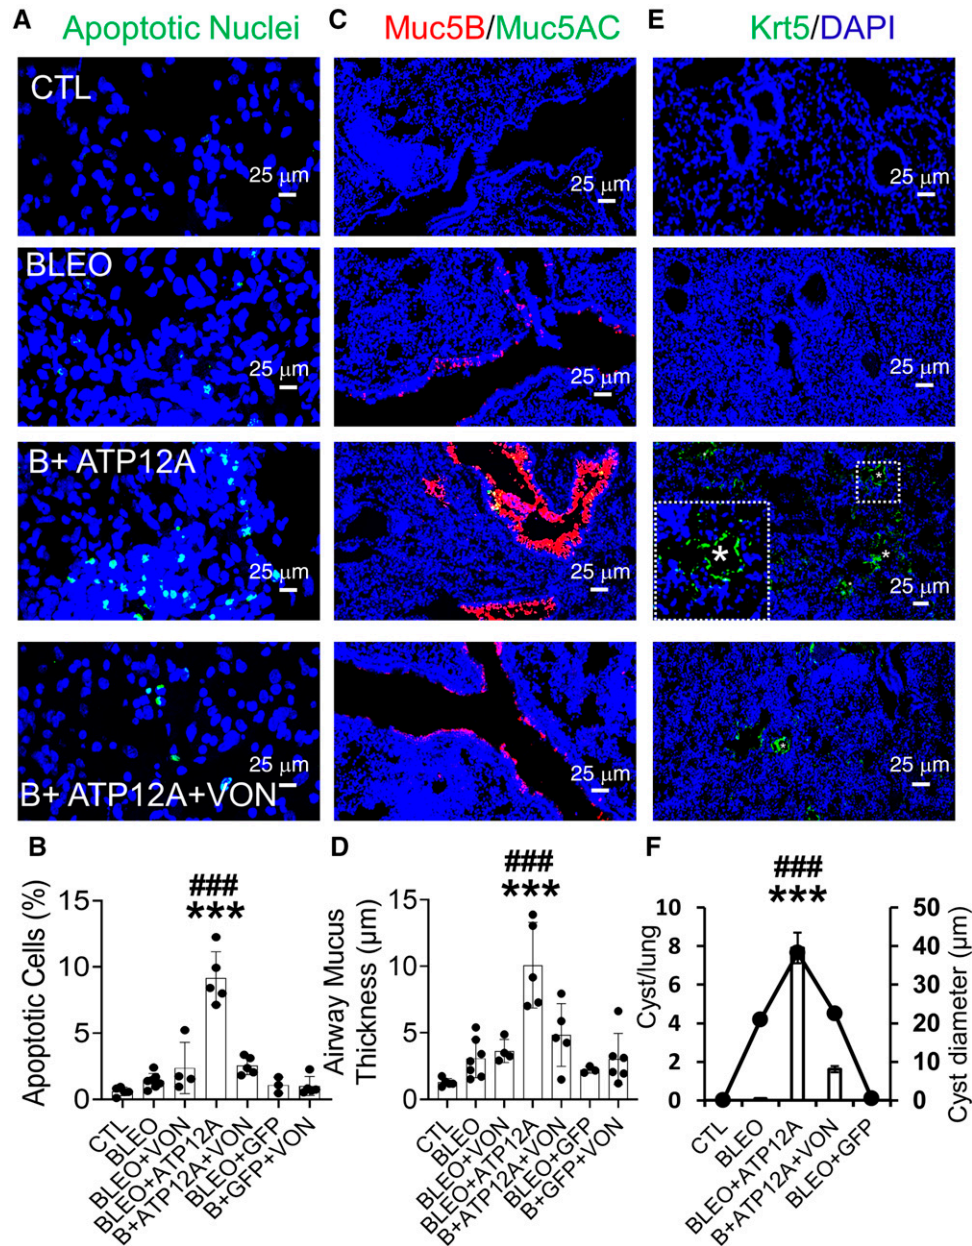 A Apoptotic Nuclei
C Muc5B/Muc5AC
E Krt5/DAPI
CTL
25 µm
25 µm
25 µm
BLEO
25 µm
25 µm
25 µm
B+ ATP12A
25 µm
25 µm
*
*
*
25 µm
B+ ATP12A+VON
25 µm
25 µm
25 µm
B
###
***
Apoptotic Cells (%)
15
10
5
0
CTL
BLEO
BLEO+VON
BLEO+ATP12A
B+ATP12A+VON
BLEO+GFP
B+GFP+VON
D
###
***
Airway Mucus
Thickness (µm)
15
10
5
0
CTL
BLEO
BLEO+VON
BLEO+ATP12A
B+ATP12A+VON
BLEO+GFP
B+GFP+VON
F
###
***
Cyst/lung
10
8
6
4
2
0
50
40
30
20
10
0
Cyst diameter (µm)
CTL
BLEO
BLEO+ATP12A
B+ATP12A+VON
BLEO+GFP